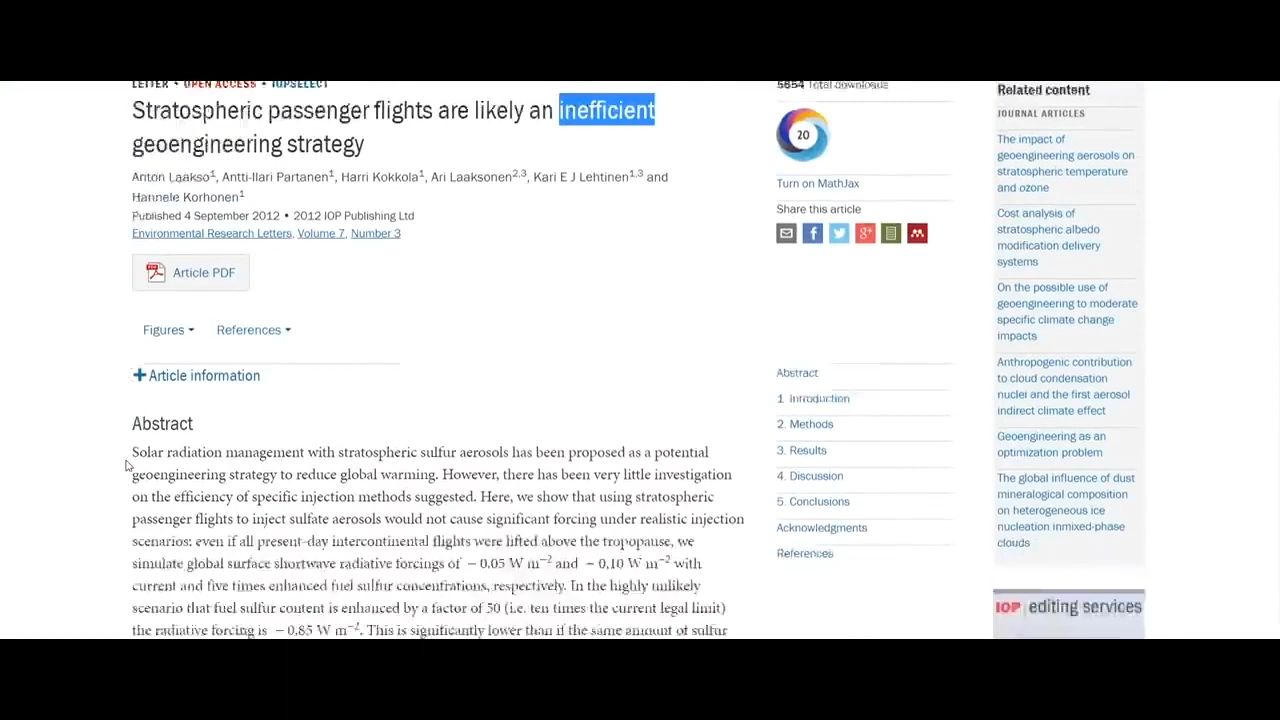 LETTER • OPEN ACCESS • IOPSELECT
Stratospheric passenger flights are likely an inefficient
geoengineering strategy
Anton Laakso1, Antti-Ilari Partanen1, Harri Kokkola1, Ari Laaksonen2,3, Kari E J Lehtinen1,3 and
Hannele Korhonen1
Published 4 September 2012 • 2012 IOP Publishing Ltd
Environmental Research Letters, Volume 7, Number 3
Article PDF
Figures References
Article information
Abstract
Solar radiation management with stratospheric sulfur aerosols has been proposed as a potential
geoengineering strategy to reduce global warming. However, there has been very little investigation
on the efficiency of specific injection methods suggested. Here, we show that using stratospheric
passenger flights to inject sulfate aerosols would not cause significant forcing under realistic injection
scenarios: even if all present-day intercontinental flights were lifted above the tropopause, we
simulate global surface shortwave radiative forcings of −0.05 W m−2 and −0.10 W m−2 with
current and five times enhanced fuel sulfur concentrations, respectively. In the highly unlikely
scenario that fuel sulfur content is enhanced by a factor of 50 (i.e. ten times the current legal limit)
the radiative forcing is −0.85 W m−2. This is significantly lower than if the same amount of sulfur
5654 Total downloads
20
Turn on MathJax
Share this article
Abstract
1. Introduction
2. Methods
3. Results
4. Discussion
5. Conclusions
Acknowledgments
References
Related content
JOURNAL ARTICLES
The impact of
geoengineering aerosols on
stratospheric temperature
and ozone
Cost analysis of
stratospheric albedo
modification delivery
systems
On the possible use of
geoengineering to moderate
specific climate change
impacts
Anthropogenic contribution
to cloud condensation
nuclei and the first aerosol
indirect climate effect
Geoengineering as an
optimization problem
The global influence of dust
mineralogical composition
on heterogeneous ice
nucleation inmixed-phase
clouds
IOP editing services